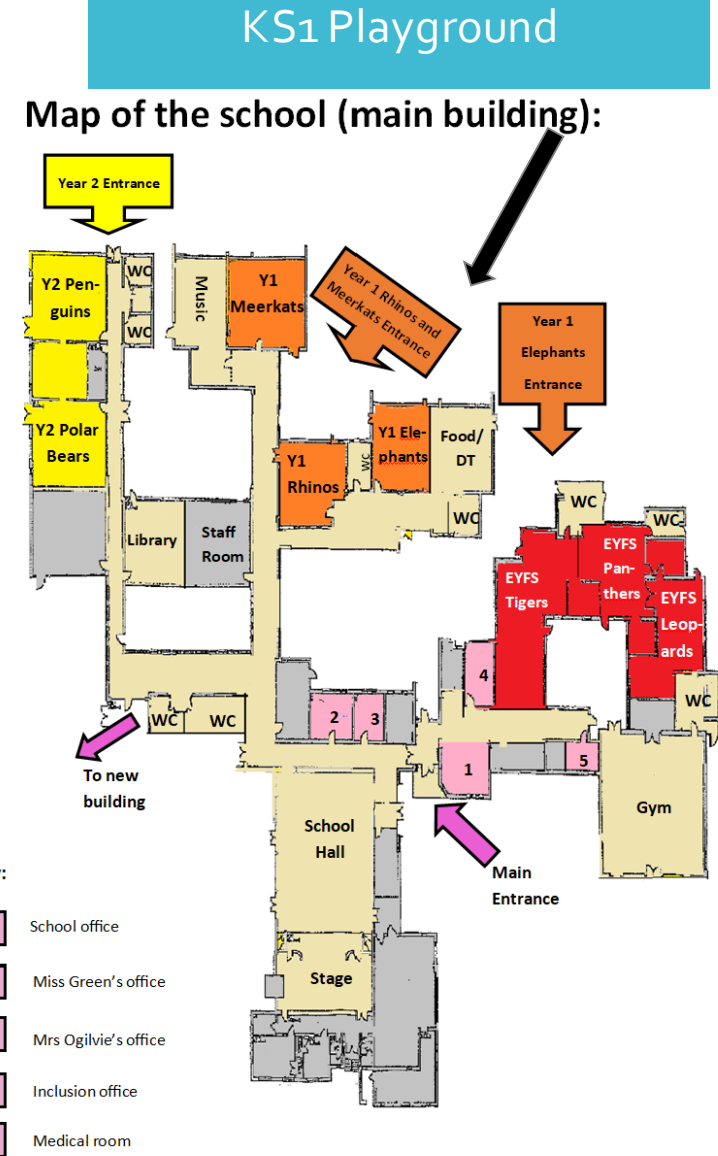 KS1 Playground
Map of the school (main building):
Year 2 Entrance
WC
WC
Y2 Pen-
guins
Music
Y1
Meerkats
Year 1 Rhinos and
Meerkats Entrance
Year 1
Elephants
Entrance
Y2 Polar
Bears
Y1
Rhinos
WC
Y1 Ele-
phants
Food/
DT
WC
Library
Staff
Room
WC
WC
EYFS
Tigers
EYFS
Pan-
thers
EYFS
Leop-
ards
WC
4
2
3
WC
WC
To new
building
1
5
Gym
Main
Entrance
School
Hall
Stage
:
School office
Miss Green's office
Mrs Ogilvie's office
Inclusion office
Medical room